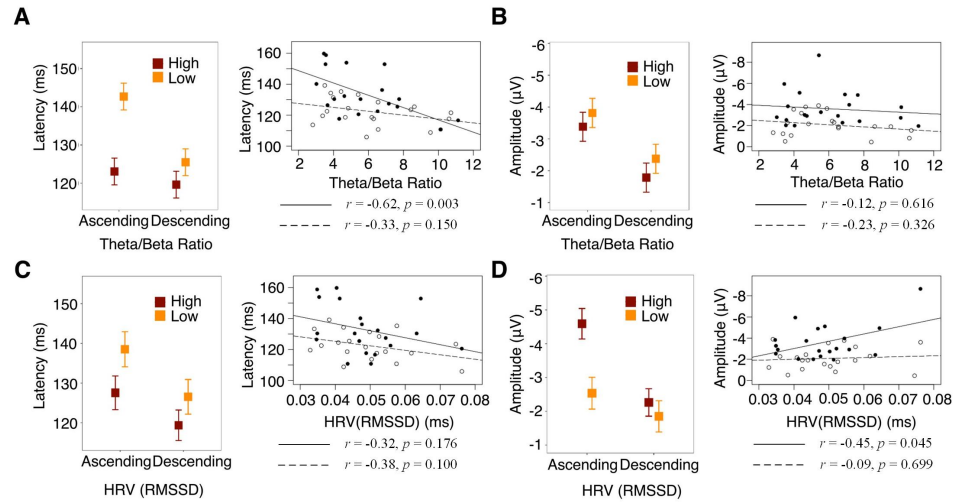 A
150
140
130
120
Latency (ms)
High
Low
Ascending Descending
Theta/Beta Ratio
160
140
120
100
Latency (ms)
2 4 6 8 10 12
Theta/Beta Ratio
r = -0.62, p = 0.003
r = -0.33, p = 0.150
B
-6
-5
-4
-3
-2
-1
Amplitude (µV)
High
Low
Ascending Descending
Theta/Beta Ratio
-8
-6
-4
-2
0
Amplitude (µV)
2 4 6 8 10 12
Theta/Beta Ratio
r = -0.12, p = 0.616
r = -0.23, p = 0.326
C
150
140
130
120
Latency (ms)
High
Low
Ascending Descending
HRV (RMSSD)
160
140
120
100
Latency (ms)
0.03 0.04 0.05 0.06 0.07 0.08
HRV(RMSSD) (ms)
r = -0.32, p = 0.176
r = -0.38, p = 0.100
D
-6
-5
-4
-3
-2
-1
Amplitude (µV)
High
Low
Ascending Descending
HRV (RMSSD)
-8
-6
-4
-2
0
Amplitude (µV)
0.03 0.04 0.05 0.06 0.07 0.08
HRV(RMSSD) (ms)
r = -0.45, p = 0.045
r = -0.09, p = 0.699